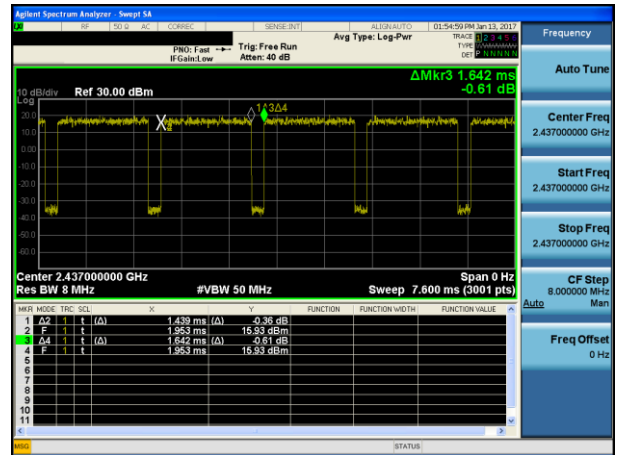 Agilent Spectrum Analyzer - Swept SA
RF 50 Ω AC CORREC SENSE:INT ALIGN AUTO 01:54:59 PM Jan 13, 2017
PNO: Fast Trig: Free Run Avg Type: Log-Pwr TRACE 1 2 3 4 5 6
IFGain:Low Atten: 40 dB TYPE
DET P N N N N N
ΔMkr3 1.642 ms
-0.61 dB
10 dB/div Ref 30.00 dBm
Log
20.0
10.0
0.00
-10.0
-20.0
-30.0
-40.0
-50.0
-60.0
Center 2.437000000 GHz Span 0 Hz
Res BW 8 MHz #VBW 50 MHz Sweep 7.600 ms (3001 pts)
MKR MODE TRC SCL X Y FUNCTION FUNCTION WIDTH FUNCTION VALUE
1 Δ2 1 t (Δ) 1.439 ms (Δ) -0.36 dB
2 F 1 t 1.953 ms 15.93 dBm
3 Δ4 1 t (Δ) 1.642 ms (Δ) -0.61 dB
4 F 1 t 1.953 ms 15.93 dBm
5
6
7
8
9
10
11
MSG STATUS
Frequency
Auto Tune
Center Freq
2.437000000 GHz
Start Freq
2.437000000 GHz
Stop Freq
2.437000000 GHz
CF Step
8.000000 MHz
Auto Man
Freq Offset
0 Hz